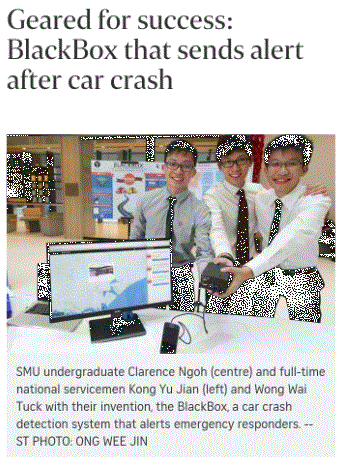 Geared for success:
BlackBox that sends alert
after car crash
SMU undergraduate Clarence Ngoh (centre) and full-time
national servicemen Kong Yu Jian (left) and Wong Wai
Tuck with their invention, the BlackBox, a car crash
detection system that alerts emergency responders. --
ST PHOTO: ONG WEE JIN